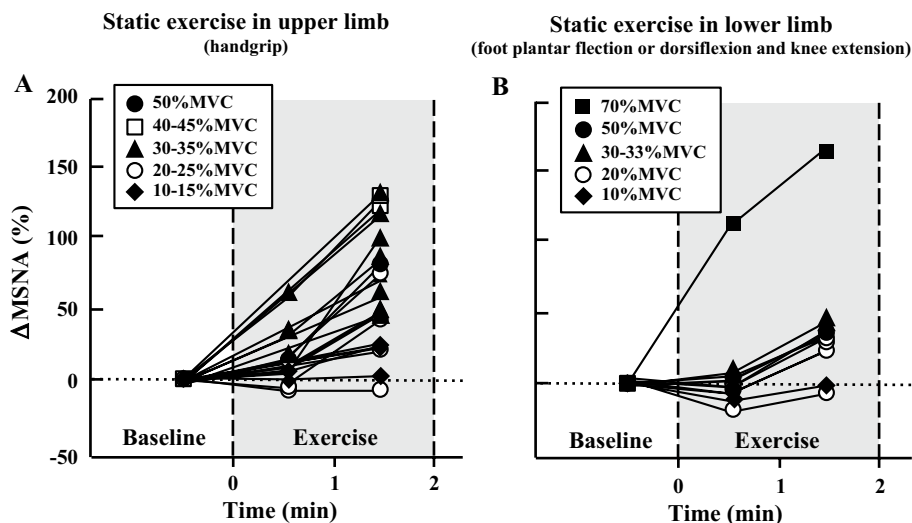 Static exercise in upper limb
(handgrip)
Static exercise in lower limb
(foot plantar flection or dorsiflexion and knee extension)
A
200
150
100
50
0
-50
ΔMSNA (%)
50%MVC
40-45%MVC
30-35%MVC
20-25%MVC
10-15%MVC
Baseline
Exercise
0
1
2
Time (min)
B
70%MVC
50%MVC
30-33%MVC
20%MVC
10%MVC
Baseline
Exercise
0
1
2
Time (min)